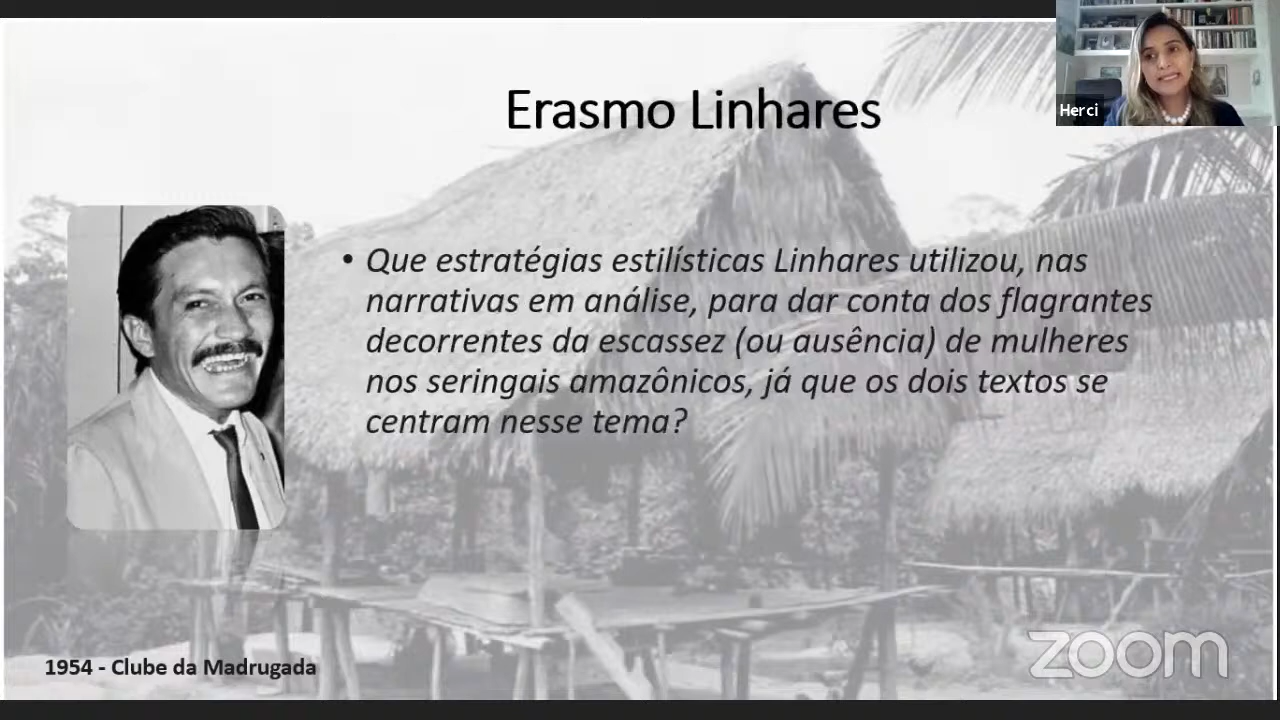 Herci
Erasmo Linhares
• Que estratégias estilísticas Linhares utilizou, nas
narrativas em análise, para dar conta dos flagrantes
decorrentes da escassez (ou ausência) de mulheres
nos seringais amazônicos, já que os dois textos se
centram nesse tema?
1954 - Clube da Madrugada
zoom